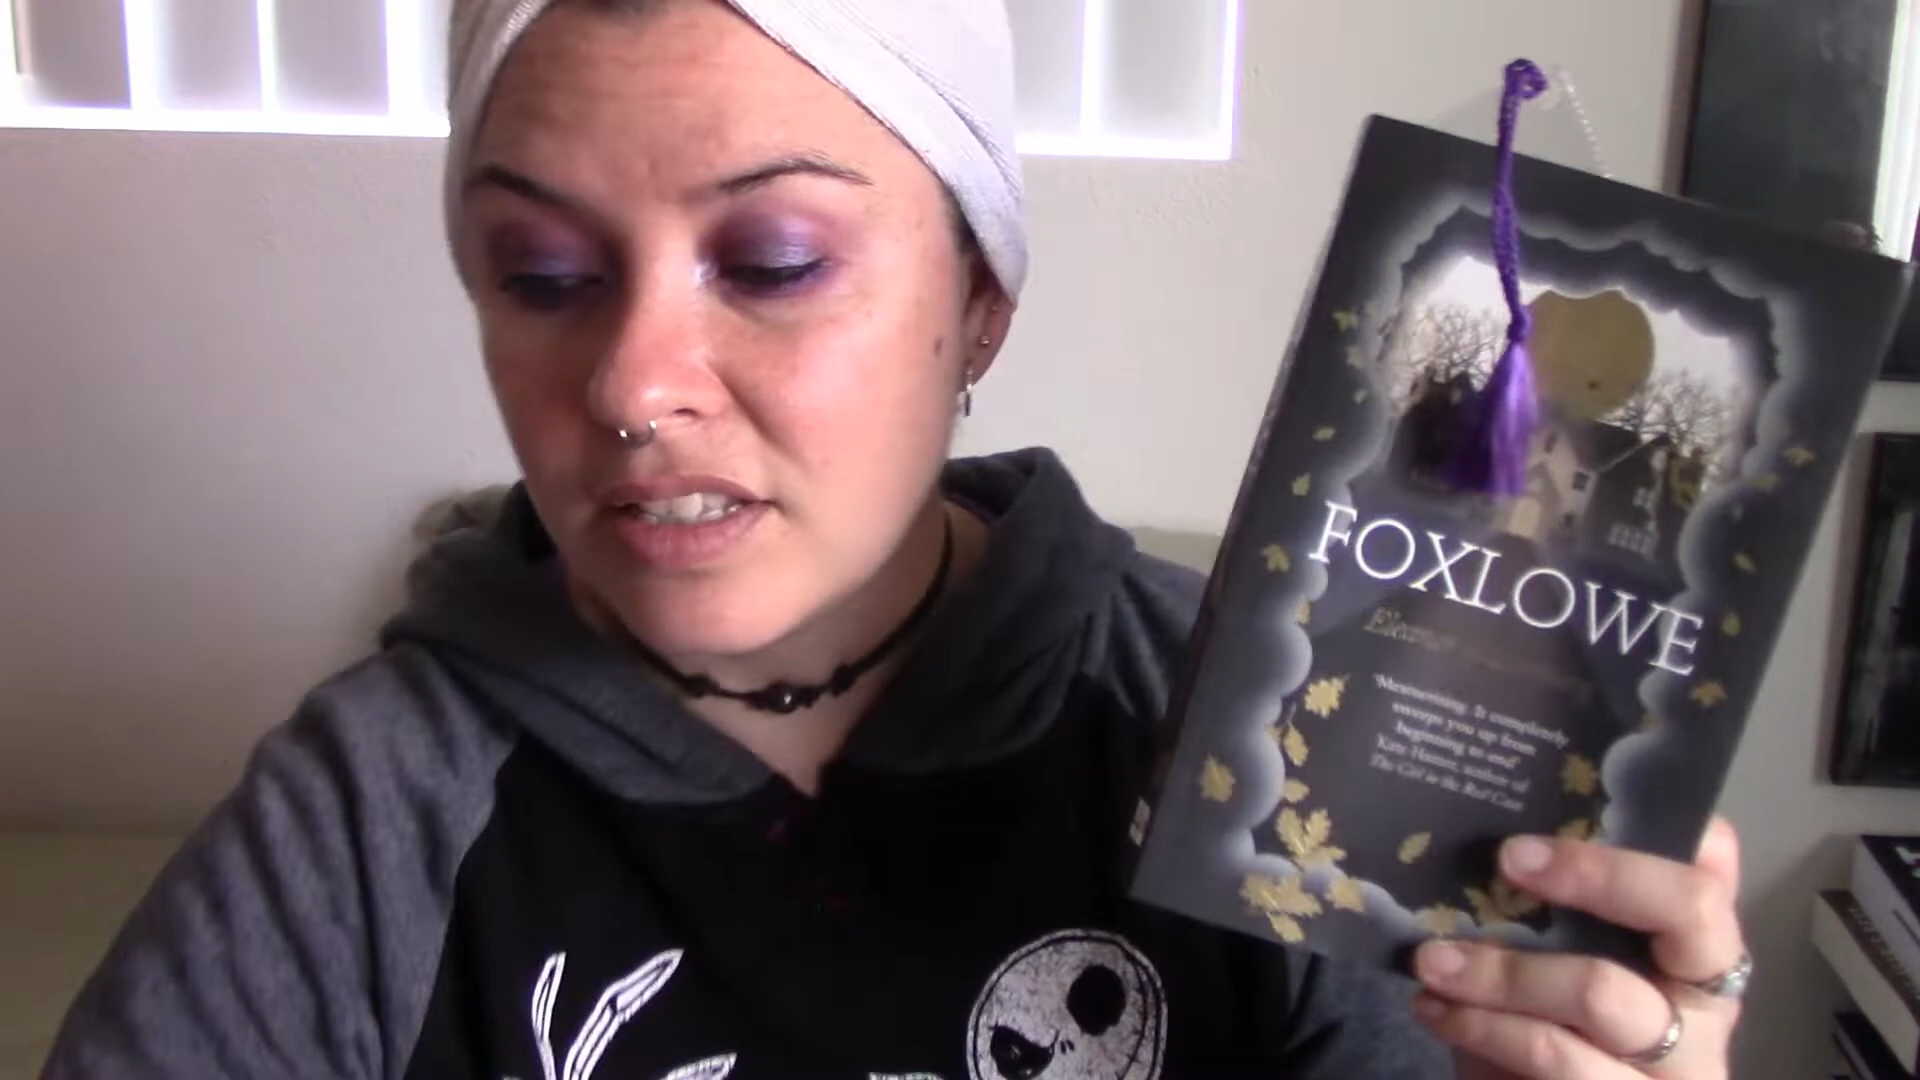 FOXLOWE
Eleanor
'Mesmerising. It completely
sweeps you up from
beginning to end'
Kate Hamer, author of
The Girl in the Red Coat